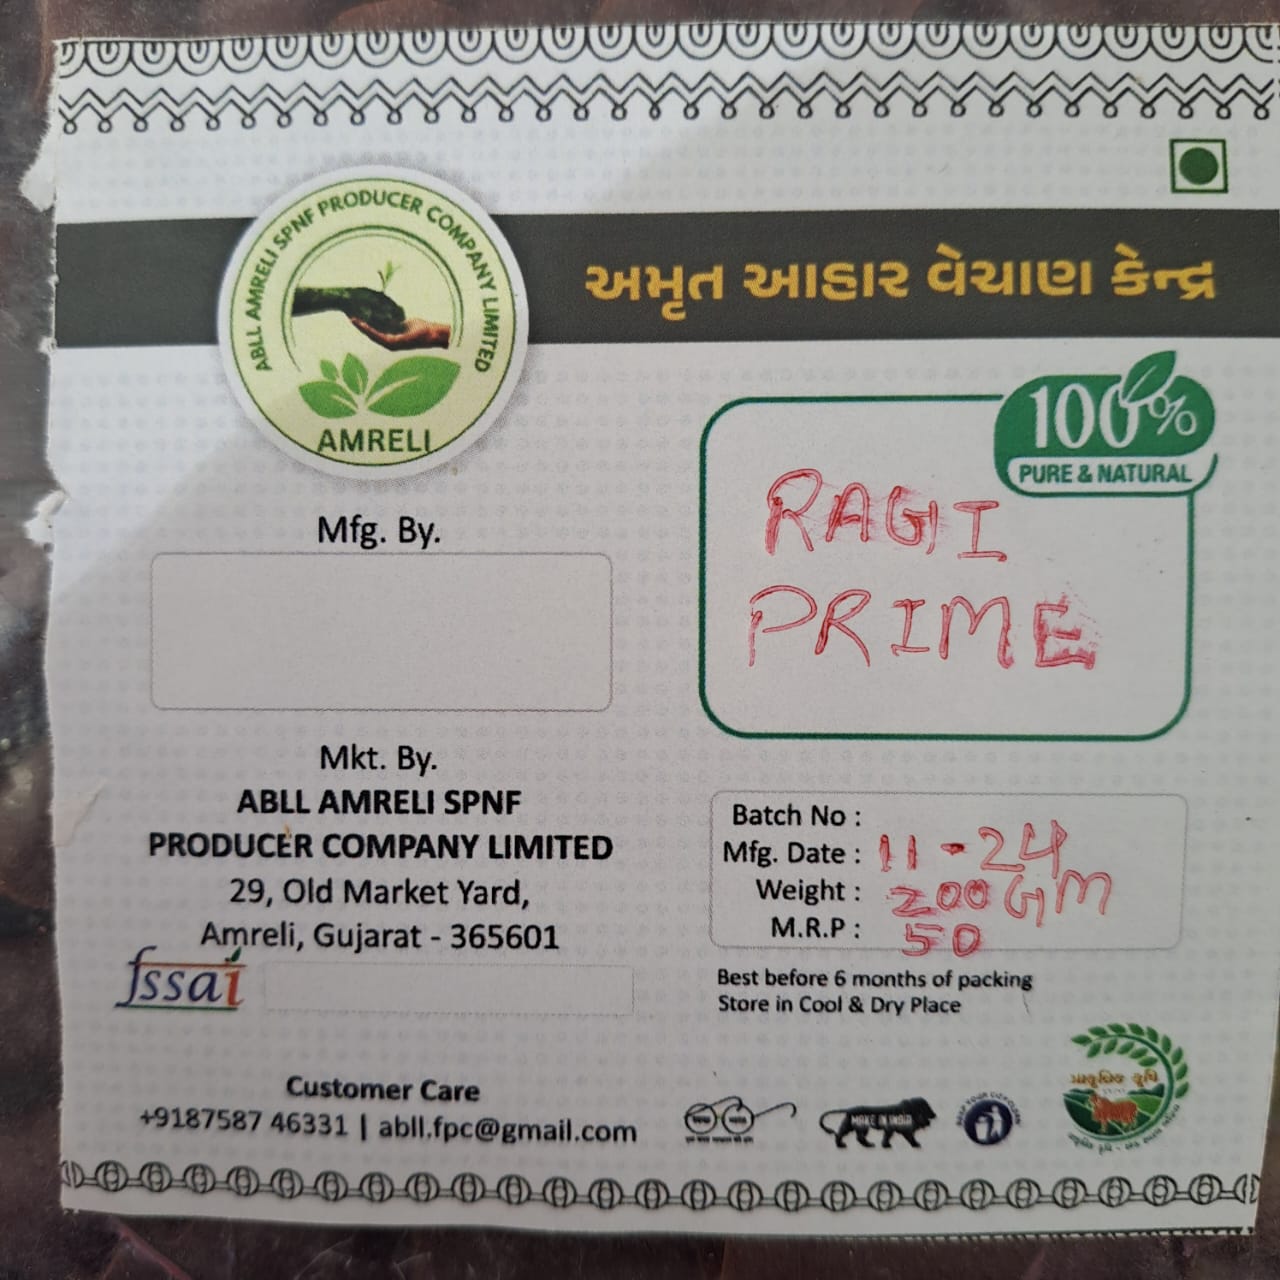 ABLL AMRELI SPNF PRODUCER COMPANY LIMITED
AMRELI
અમૃત આહાર વેચાણ કેન્દ્ર
100%
PURE & NATURAL
RAGI
PRIME
Mfg. By.
Mkt. By.
ABLL AMRELI SPNF
PRODUCER COMPANY LIMITED
29, Old Market Yard,
Amreli, Gujarat - 365601
fssai
Batch No :
Mfg. Date : 11-24
Weight : 200 GM
M.R.P : 50
Best before 6 months of packing
Store in Cool & Dry Place
Customer Care
+9187587 46331 | abll.fpc@gmail.com
MAKE IN INDIA
પ્રાકૃતિક કૃષિ